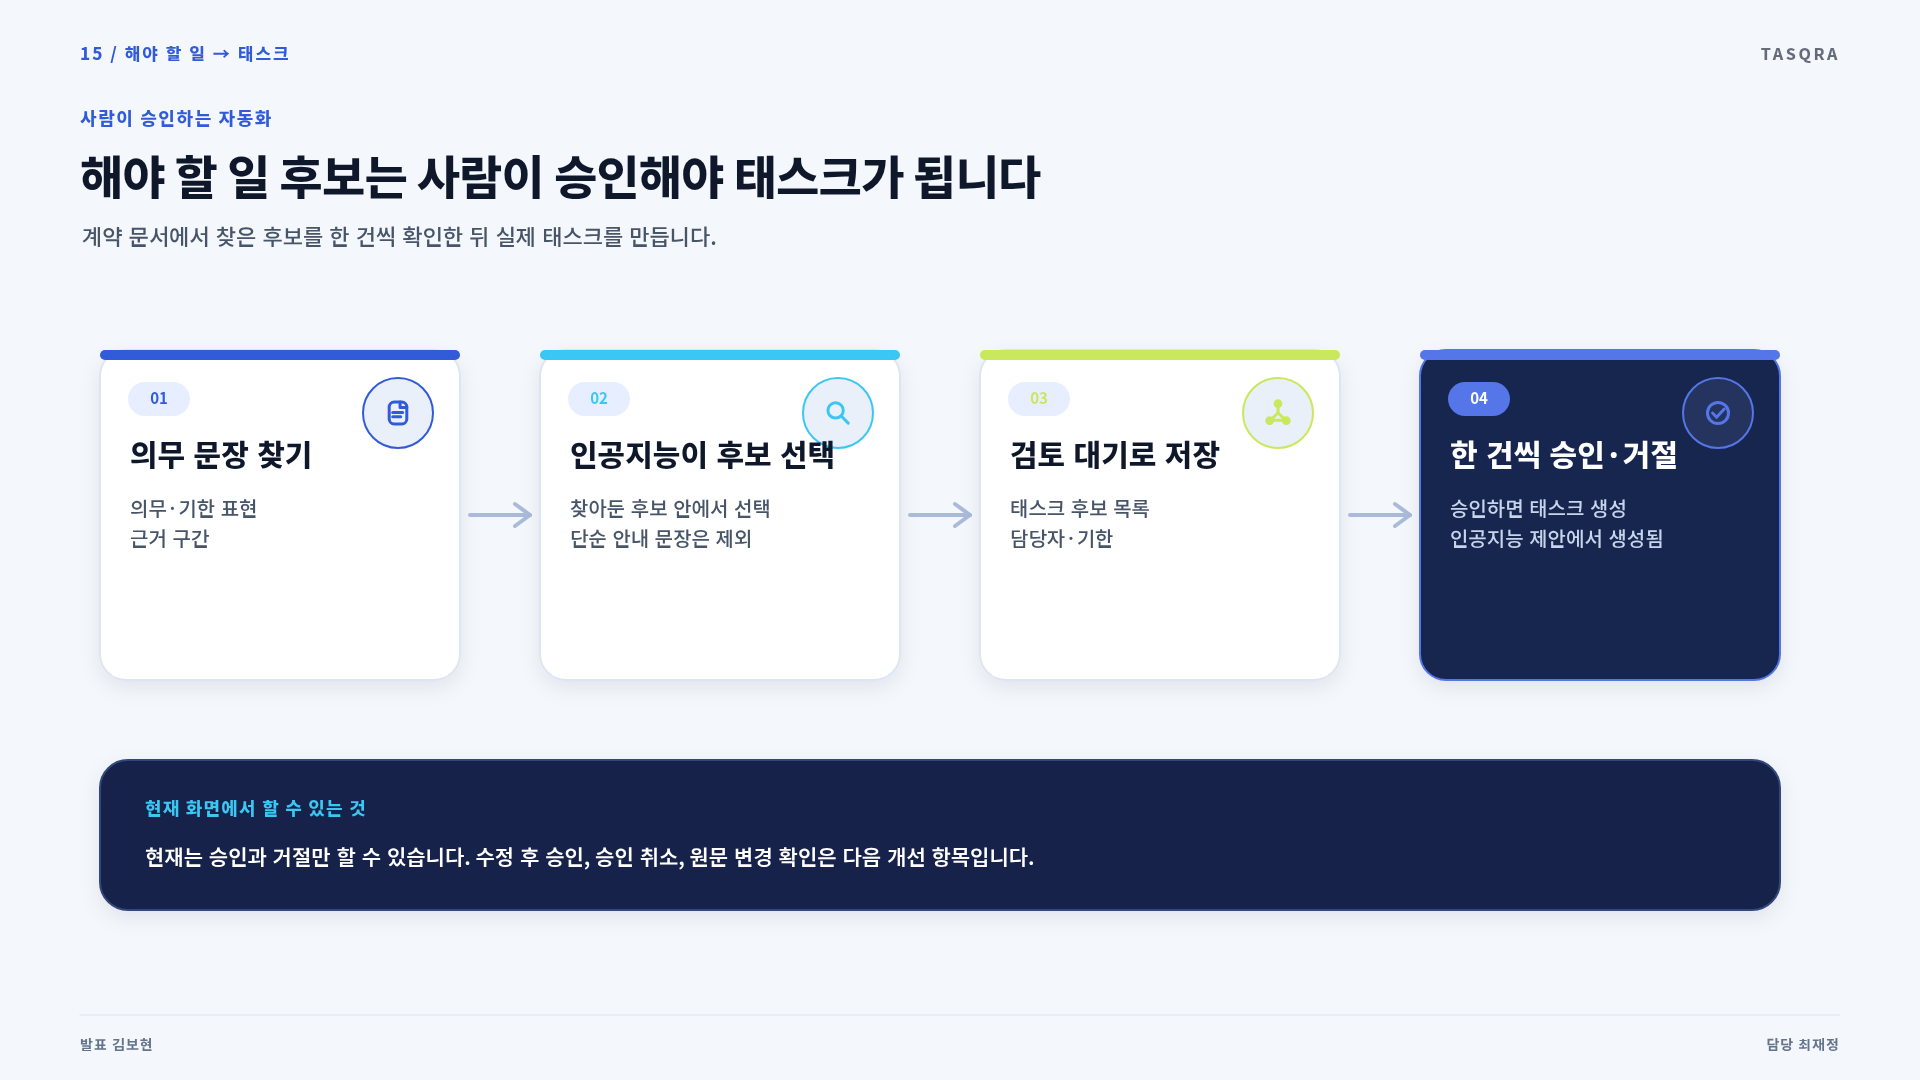 15 / 해야 할 일 → 태스크
TASQRA
사람이 승인하는 자동화
해야 할 일 후보는 사람이 승인해야 태스크가 됩니다
계약 문서에서 찾은 후보를 한 건씩 확인한 뒤 실제 태스크를 만듭니다.
01
의무 문장 찾기
의무·기한 표현
근거 구간
02
인공지능이 후보 선택
찾아둔 후보 안에서 선택
단순 안내 문장은 제외
03
검토 대기로 저장
태스크 후보 목록
담당자·기한
04
한 건씩 승인·거절
승인하면 태스크 생성
인공지능 제안에서 생성됨
현재 화면에서 할 수 있는 것
현재는 승인과 거절만 할 수 있습니다. 수정 후 승인, 승인 취소, 원문 변경 확인은 다음 개선 항목입니다.
발표 김보현
담당 최재정